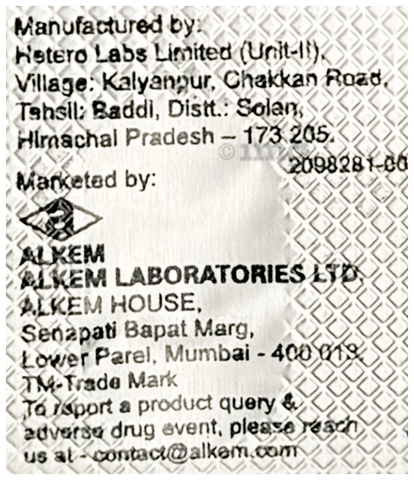 Manufactured by:
Hetero Labs Limited (Unit-II),
Village: Kalyanpur, Chakkan Road,
Tehsil: Baddi, Distt.: Solan,
Himachal Pradesh – 173 205.
2098281-00
Marketed by:
ALKEM
ALKEM LABORATORIES LTD.
ALKEM HOUSE,
Senapati Bapat Marg,
Lower Parel, Mumbai - 400 013.
TM-Trade Mark
To report a product query &
adverse drug event, please reach
us at - contact@alkem.com